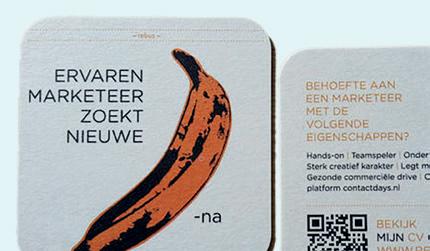 - rebus -
ERVAREN
MARKETEER
ZOEKT
NIEUWE
-na
BEHOEFTE AAN
EEN MARKETEER
MET DE
VOLGENDE
EIGENSCHAPPEN?
Hands-on | Teamspeler | Onder
Sterk creatief karakter | Legt m
Gezonde commerciële drive |
platform contactdays.nl
BEKIJK
MIJN CV